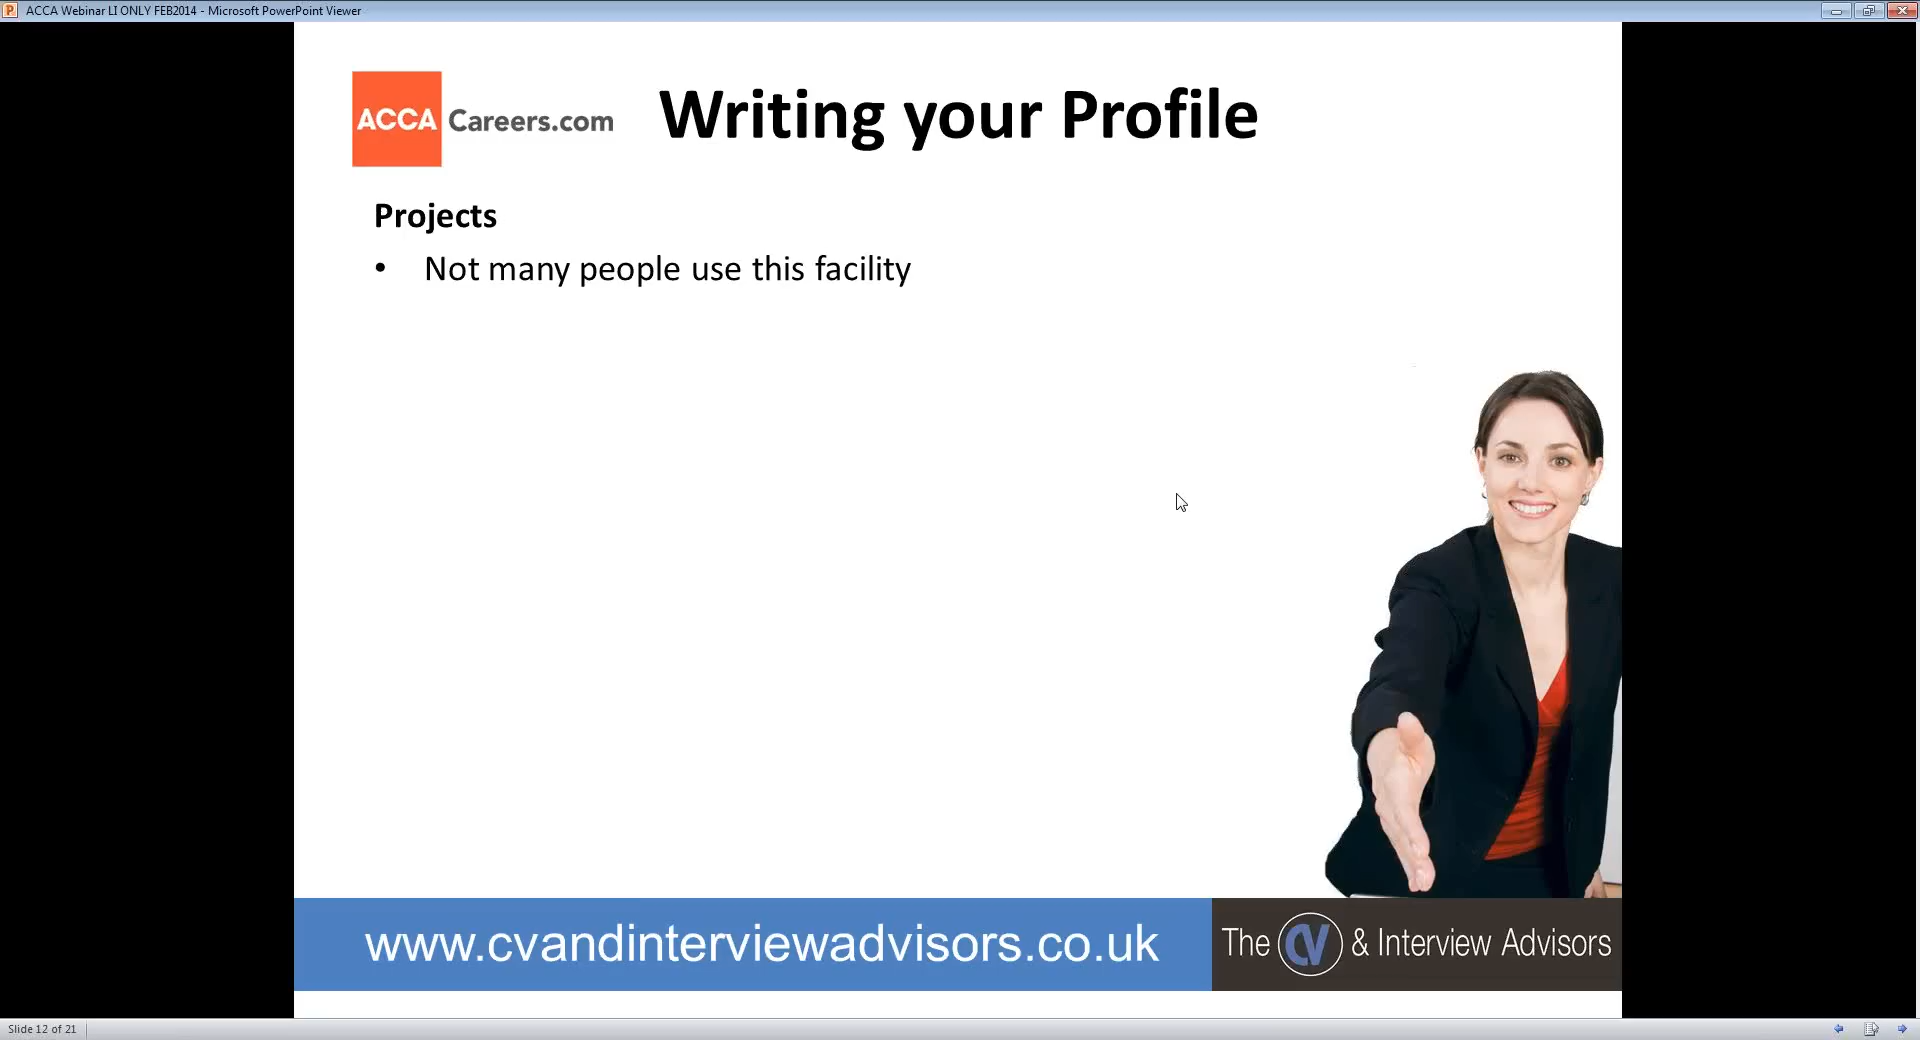 ACCA Webinar LI ONLY FEB2014 - Microsoft PowerPoint Viewer
ACCA Careers.com
Writing your Profile
Projects
• Not many people use this facility
www.cvandinterviewadvisors.co.uk
The CV & Interview Advisors
Slide 12 of 21